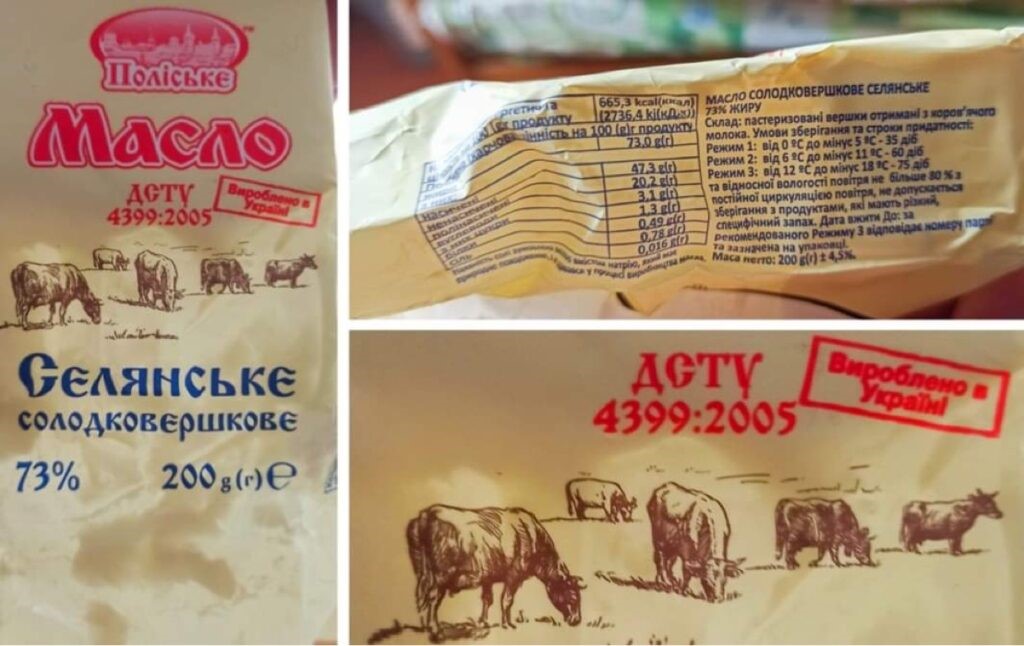 Поліське
Масло
ДСТУ
4399:2005
Вироблено в
Україні
Селянське
солодковершкове
73%
200 g (г) ℮
665,3 kcal(ккал)
продукту
(2736,4 kj(кДж))
на 100 (g)г продукту
73,0 g(г)
47,3 g(г)
20,2 g(г)
3,1 g(г)
1,3 g(г)
0,49 g(г)
0,78 g(г)
0,016 g(г)
МАСЛО СОЛОДКОВЕРШКОВЕ СЕЛЯНСЬКЕ
73% ЖИРУ
Склад: пастеризовані вершки отримані з коров'ячого
молока. Умови зберігання та строки придатності:
Режим 1: від 0 ºС до мінус 5 ºС - 35 діб
Режим 2: від 6 ºС до мінус 11 ºС - 60 діб
Режим 3: від 12 ºС до мінус 18 ºС - 75 діб
та відносної вологості повітря не більше 80 % з
постійної циркуляцією повітря, не допускається
зберігання з продуктами, які мають різкий,
специфічний запах. Дата вжити До: за
рекомендованого Режиму 3 відповідає номеру
та зазначена на упаковці.
Маса нетто: 200 g(г) ± 4,5%.
ДСТУ
4399:2005
Вироблено в
Україні